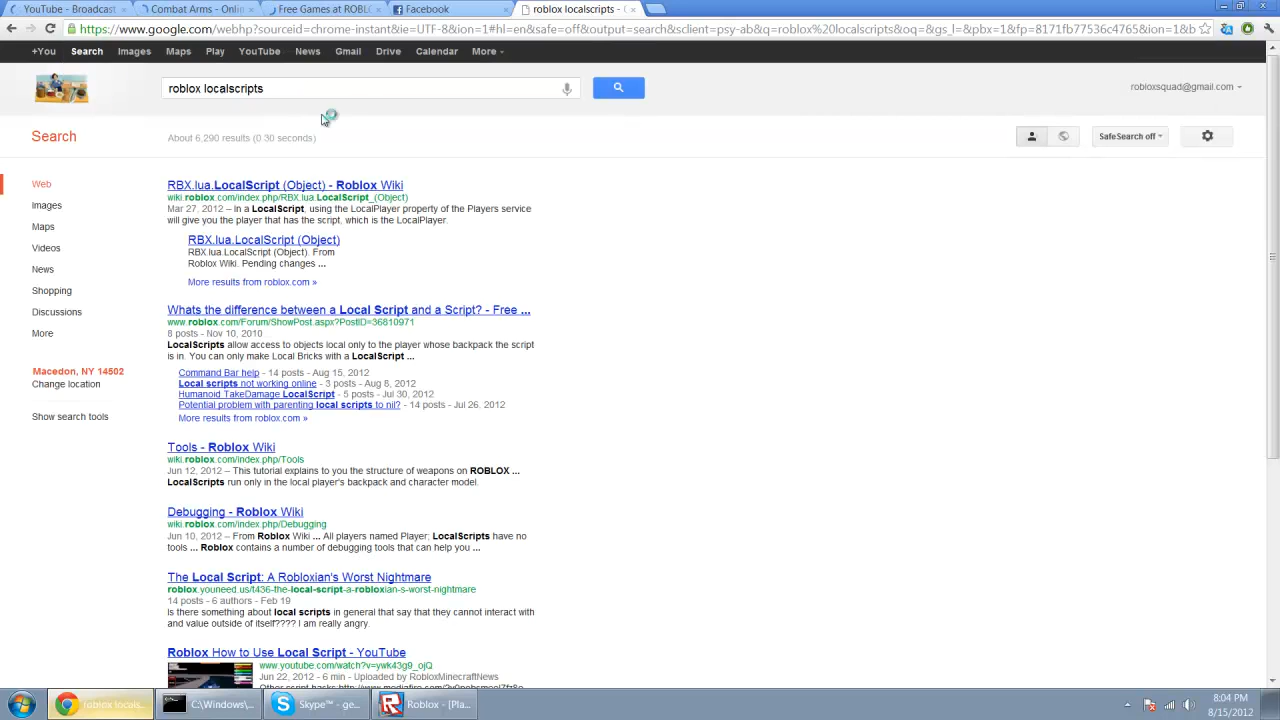 YouTube - Broadcast
Combat Arms - Onlin
Free Games at ROBL
Facebook
roblox localscripts -
https://www.google.com/webhp?sourceid=chrome-instant&ie=UTF-8&ion=1#hl=en&safe=off&output=search&sclient=psy-ab&q=roblox%20localscripts&oq=&gs_l=&pbx=1&fp=8171fb77536c4765&ion=1&b
+You Search Images Maps Play YouTube News Gmail Drive Calendar More
roblox localscripts
robloxsquad@gmail.com
Search
About 6,290 results (0.30 seconds)
SafeSearch off
Web
Images
Maps
Videos
News
Shopping
Discussions
More
Macedon, NY 14502
Change location
Show search tools
RBX.lua.LocalScript (Object) - Roblox Wiki
wiki.roblox.com/index.php/RBX.lua.LocalScript_(Object)
Mar 27, 2012 – In a LocalScript, using the LocalPlayer property of the Players service
will give you the player that has the script, which is the LocalPlayer.
RBX.lua.LocalScript (Object)
RBX.lua.LocalScript (Object). From
Roblox Wiki. Pending changes ...
More results from roblox.com »
Whats the difference between a Local Script and a Script? - Free ...
www.roblox.com/Forum/ShowPost.aspx?PostID=36810971
8 posts - Nov 10, 2010
LocalScripts allow access to objects local only to the player whose backpack the script
is in. You can only make Local Bricks with a LocalScript ...
Command Bar help - 14 posts - Aug 15, 2012
Local scripts not working online - 3 posts - Aug 8, 2012
Humanoid TakeDamage LocalScript - 5 posts - Jul 30, 2012
Potential problem with parenting local scripts to nil? - 14 posts - Jul 26, 2012
More results from roblox.com »
Tools - Roblox Wiki
wiki.roblox.com/index.php/Tools
Jun 12, 2012 – This tutorial explains to you the structure of weapons on ROBLOX ...
LocalScripts run only in the local player's backpack and character model.
Debugging - Roblox Wiki
wiki.roblox.com/index.php/Debugging
Jun 10, 2012 – From Roblox Wiki ... All players named Player; LocalScripts have no
tools ... Roblox contains a number of debugging tools that can help you ...
The Local Script: A Robloxian's Worst Nightmare
roblox.youneed.us/t436-the-local-script-a-robloxian-s-worst-nightmare
14 posts - 6 authors - Feb 19
Is there something about local scripts in general that say that they cannot interact with
and value outside of itself???? I am really angry.
Roblox How to Use Local Script - YouTube
www.youtube.com/watch?v=ywk43g9_ojQ
Jun 22, 2012 - 6 min - Uploaded by RobloxMinecraftNews
roblox locals...
C:\Windows\...
Skype™ - ge...
Roblox - [Pla...
8:04 PM
8/15/2012